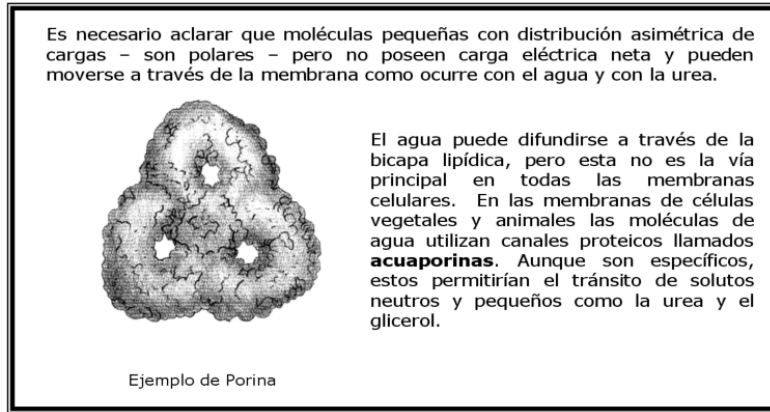 Es necesario aclarar que moléculas pequeñas con distribución asimétrica de
cargas – son polares – pero no poseen carga eléctrica neta y pueden
moverse a través de la membrana como ocurre con el agua y con la urea.
El agua puede difundirse a través de la
bicapa lipídica, pero esta no es la vía
principal en todas las membranas
celulares. En las membranas de células
vegetales y animales las moléculas de
agua utilizan canales proteicos llamados
acuaporinas. Aunque son específicos,
estos permitirían el tránsito de solutos
neutros y pequeños como la urea y el
glicerol.
Ejemplo de Porina